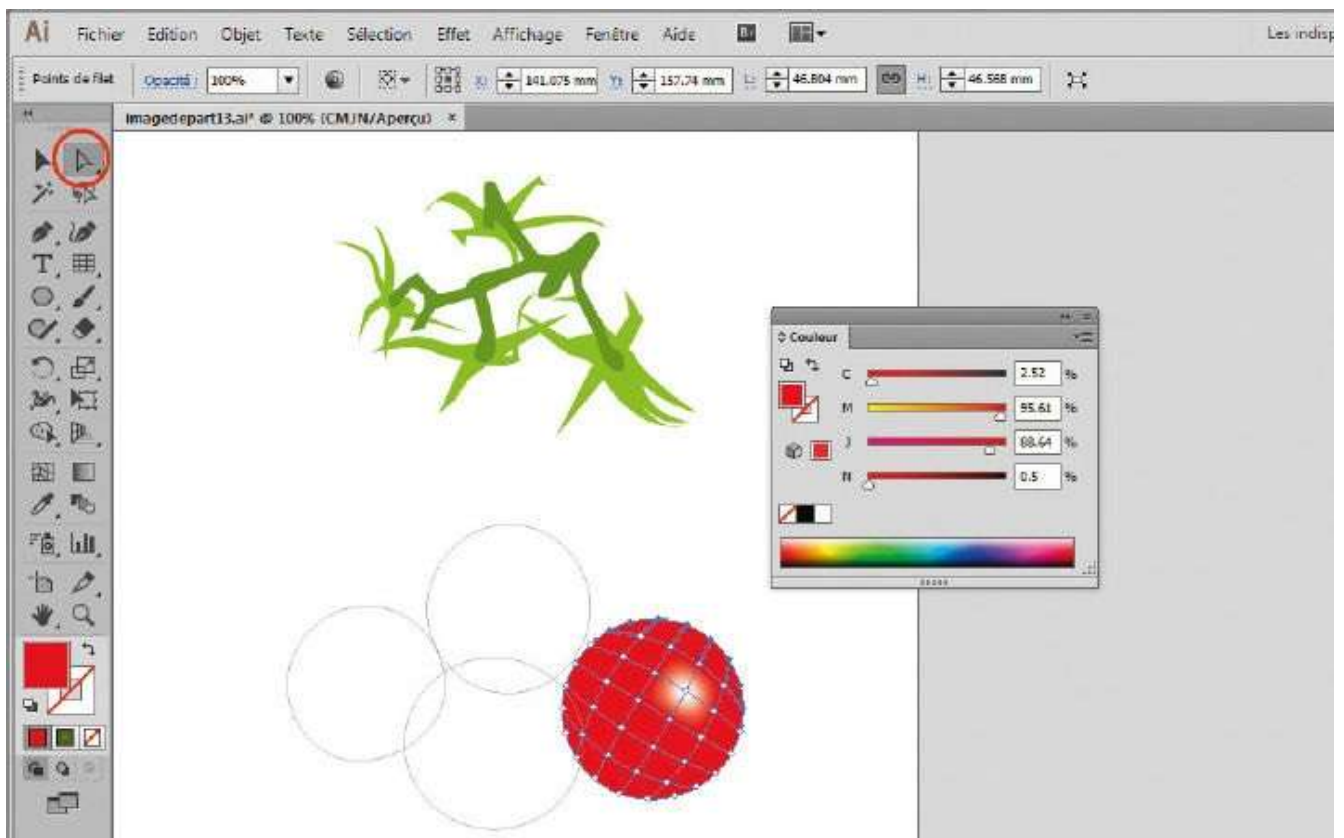 Ai Fichier Edition Objet Texte Sélection Effet Affichage Fenêtre Aide Br Les indisp
Points de filet Opacité : 100% X: 141.075 mm Y: 157.74 mm L: 46.804 mm H: 46.568 mm
imagedepart13.ai* @ 100% (CMJN/Aperçu) ×
Couleur
C 2.52 %
M 95.61 %
J 88.64 %
N 0.5 %